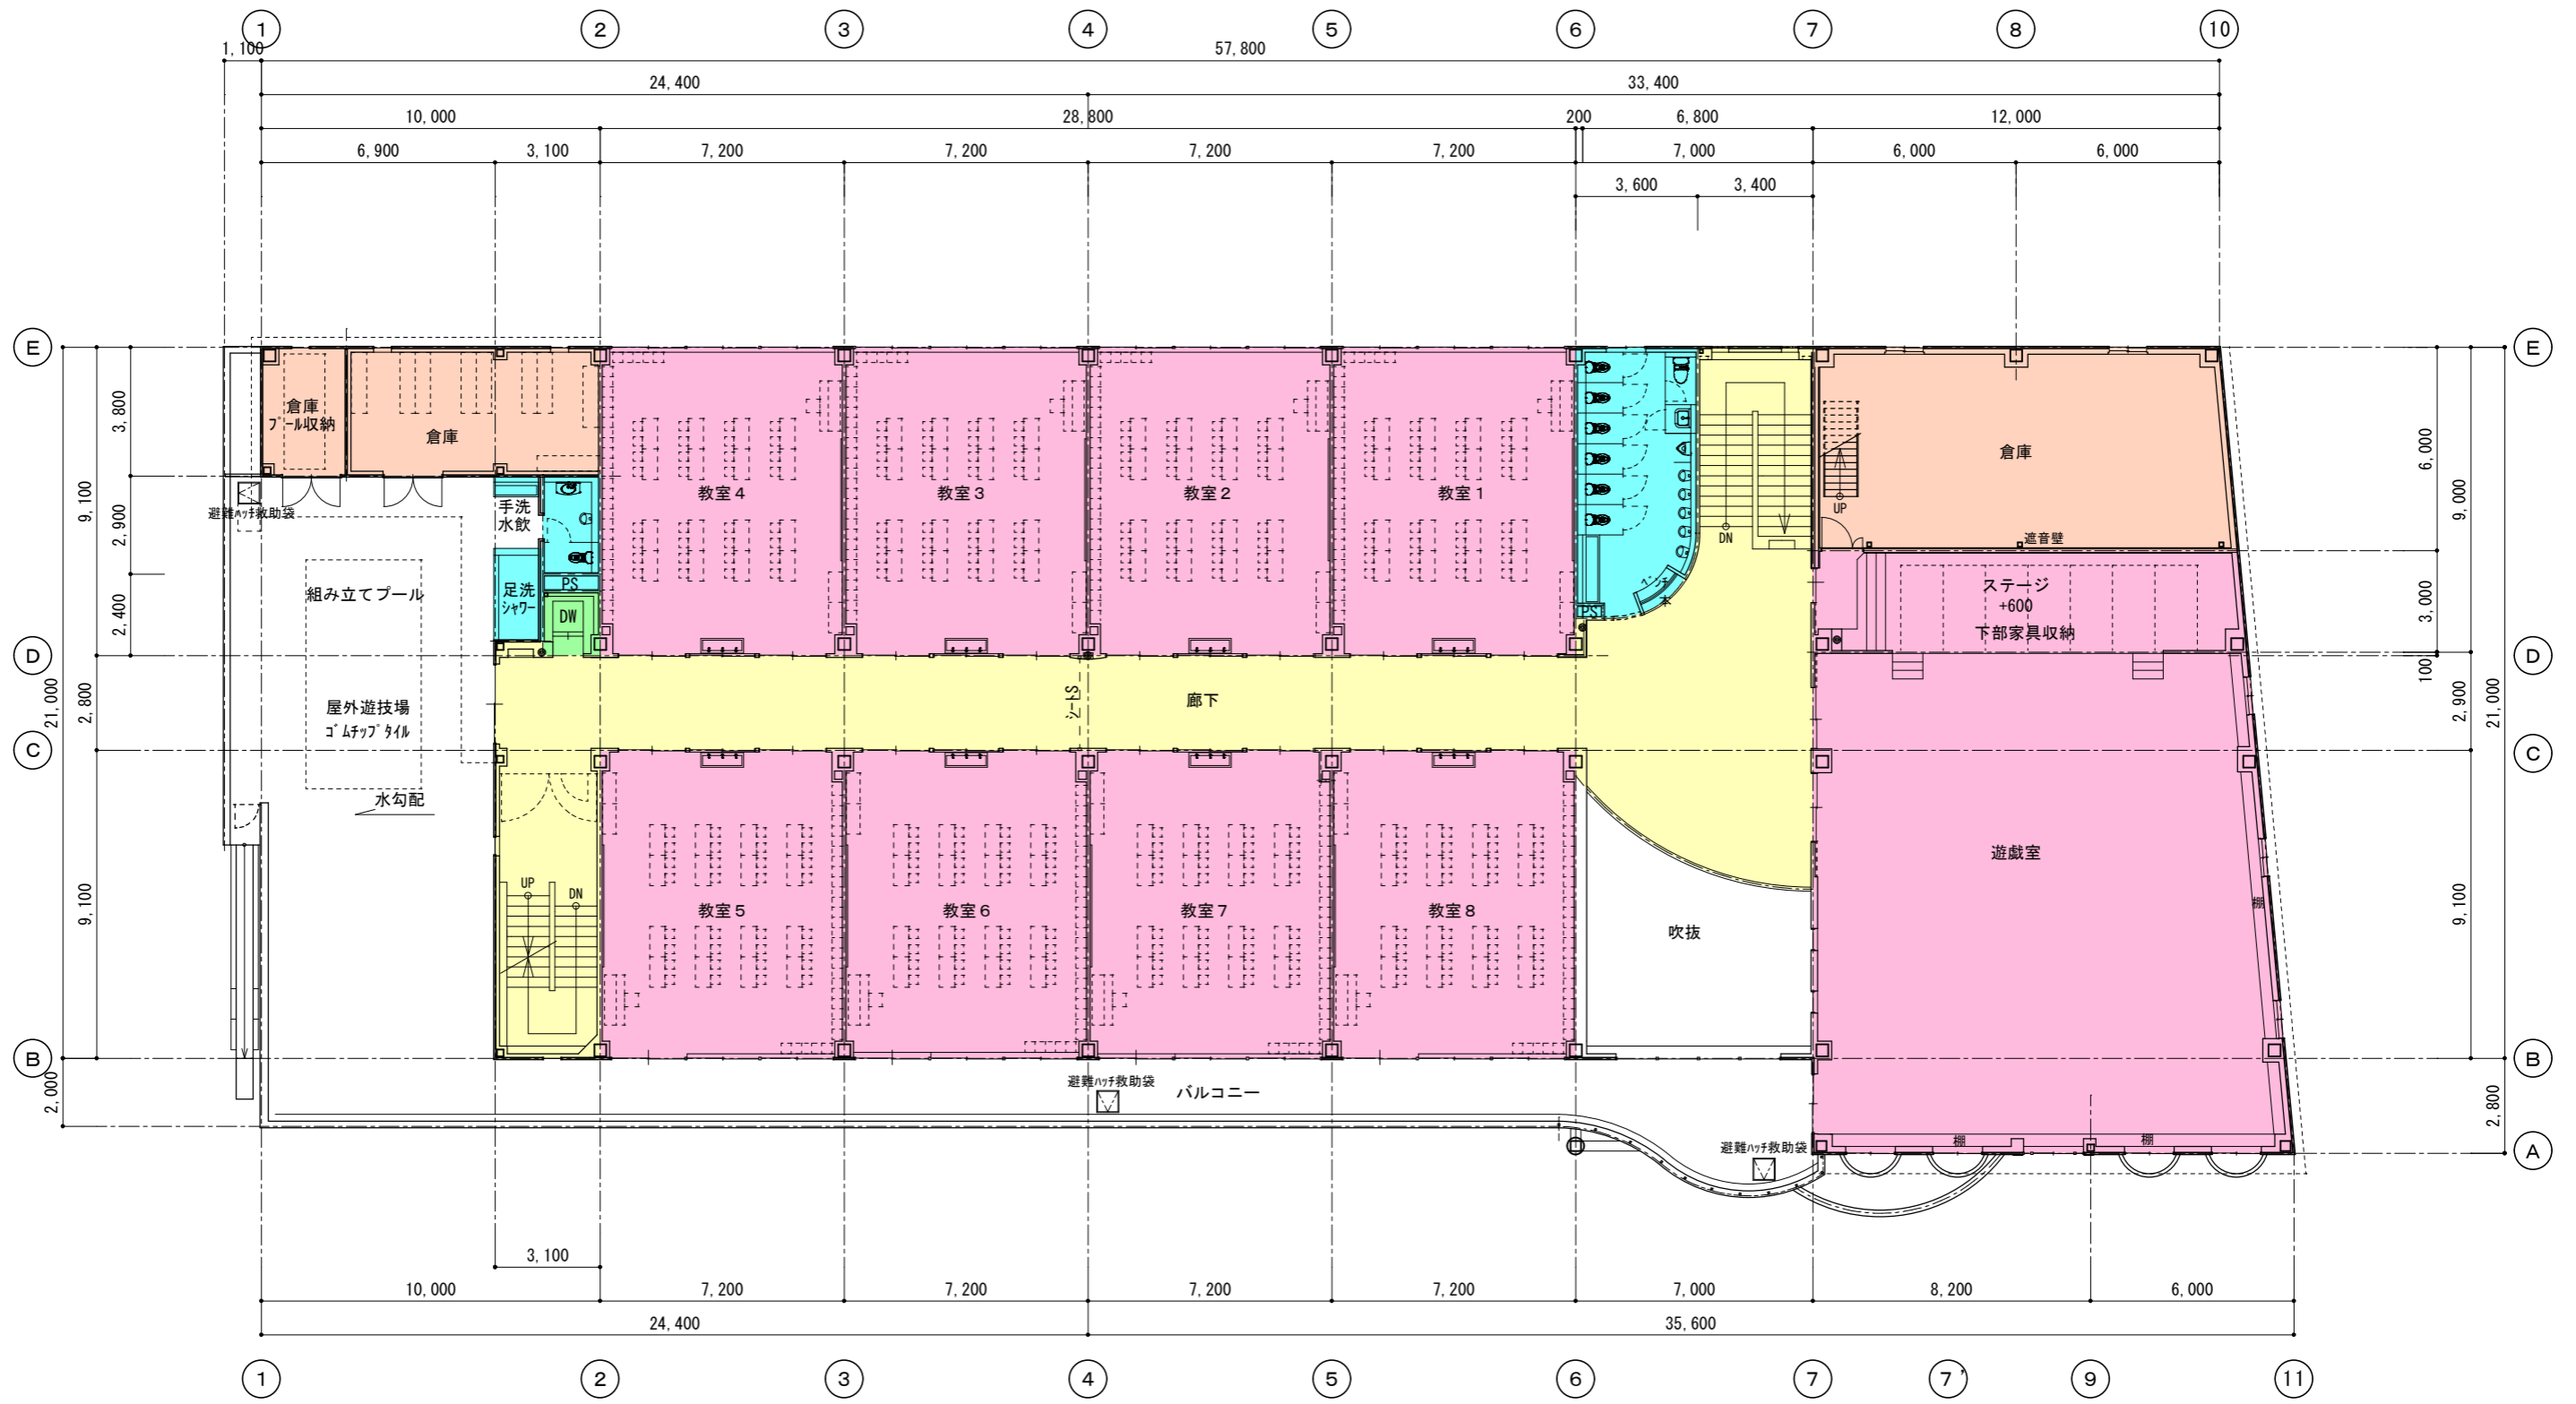 1 2 3 4 5 6 7 8 10
1,100 57,800
24,400 33,400
10,000 28,800 200 6,800 12,000
6,900 3,100 7,200 7,200 7,200 7,200 7,000 6,000 6,000
3,600 3,400
E E
倉庫
プール収納
倉庫
3,800
9,100
2,900
2,400
避難ハッチ救助袋
手洗
水飲
足洗
シャワー
PS
DW
組み立てプール
教室4 教室3 教室2 教室1
ベンチ
本
PS
DN
UP
倉庫
遮音壁
ステージ
+600
下部家具収納
6,000
9,000
3,000
100
D D
21,000
2,800
屋外遊技場
ゴムチップタイル
シートS
廊下
2,900
21,000
C C
水勾配
9,100
UP DN
教室5 教室6 教室7 教室8
吹抜
遊戯室
棚
9,100
B B
2,000
避難ハッチ救助袋
バルコニー
避難ハッチ救助袋
棚 棚
2,800
A
3,100
10,000 7,200 7,200 7,200 7,200 7,000 8,200 6,000
24,400 35,600
1 2 3 4 5 6 7 7' 9 11